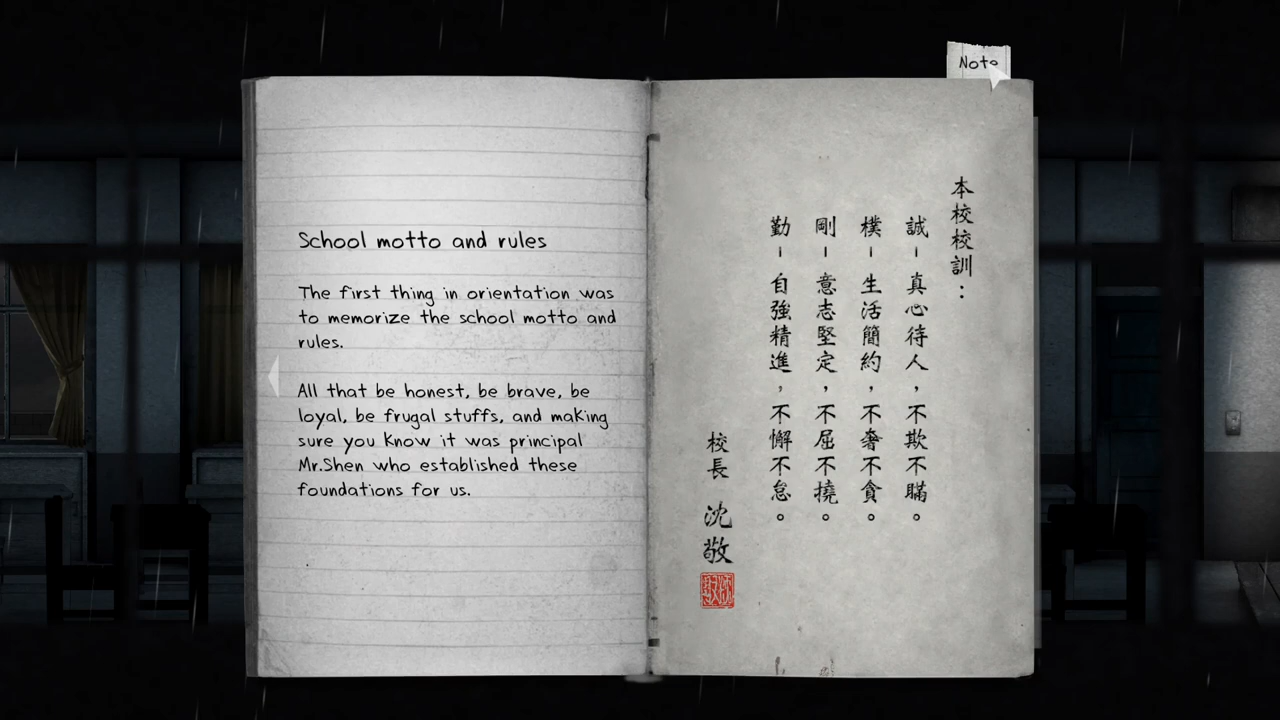 Note
School motto and rules
The first thing in orientation was
to memorize the school motto and
rules.
All that be honest, be brave, be
loyal, be frugal stuffs, and making
sure you know it was principal
Mr.Shen who established these
foundations for us.
本校校訓：
誠-真心待人，不欺不瞞。
樸-生活簡約，不奢不貪。
剛-意志堅定，不屈不撓。
勤-自強精進，不懈不怠。
校長 沈敬